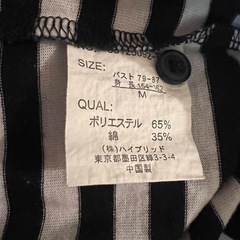 SIZE:
バスト 79-87
身 長 154-162
M
QUAL:
ポリエステル 65%
綿 35%
(株)ハイブリッド
東京都墨田区緑3-3-4
中国製